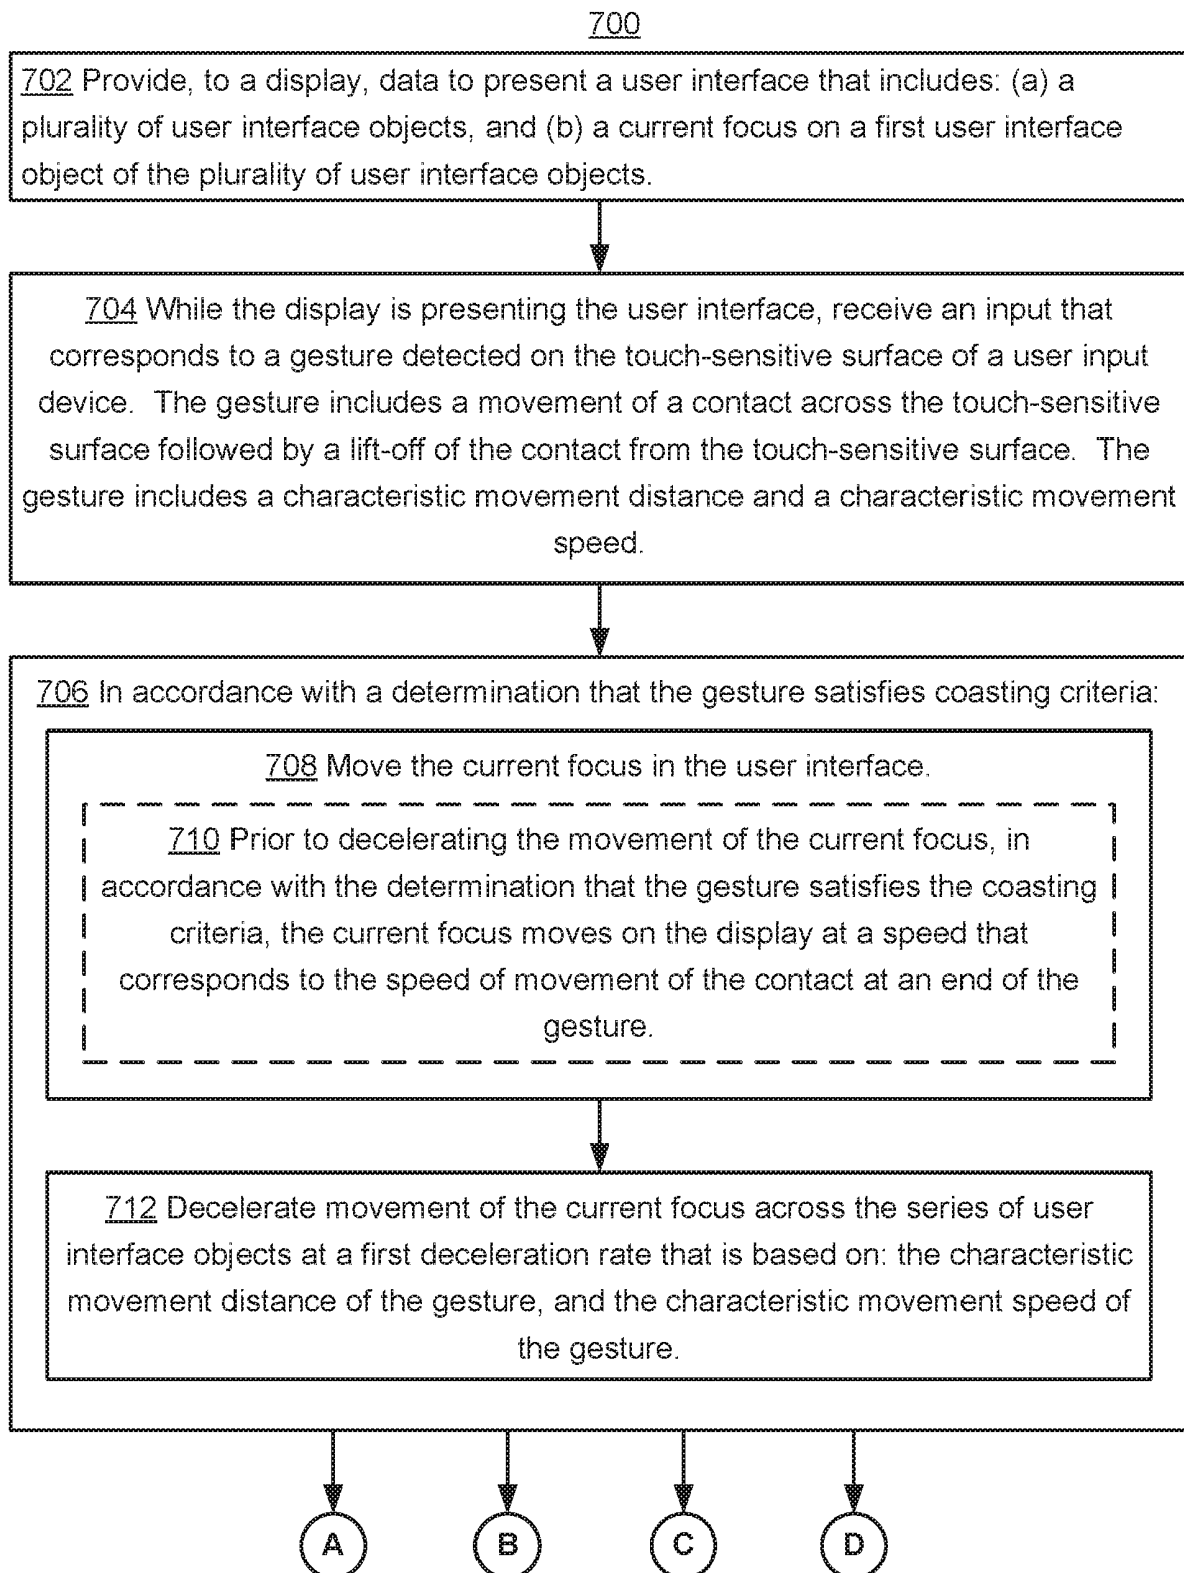 700
702 Provide, to a display, data to present a user interface that includes: (a) a
plurality of user interface objects, and (b) a current focus on a first user interface
object of the plurality of user interface objects.
704 While the display is presenting the user interface, receive an input that
corresponds to a gesture detected on the touch-sensitive surface of a user input
device. The gesture includes a movement of a contact across the touch-sensitive
surface followed by a lift-off of the contact from the touch-sensitive surface. The
gesture includes a characteristic movement distance and a characteristic movement
speed.
706 In accordance with a determination that the gesture satisfies coasting criteria:
708 Move the current focus in the user interface.
710 Prior to decelerating the movement of the current focus, in
accordance with the determination that the gesture satisfies the coasting
criteria, the current focus moves on the display at a speed that
corresponds to the speed of movement of the contact at an end of the
gesture.
712 Decelerate movement of the current focus across the series of user
interface objects at a first deceleration rate that is based on: the characteristic
movement distance of the gesture, and the characteristic movement speed of
the gesture.
A B C D